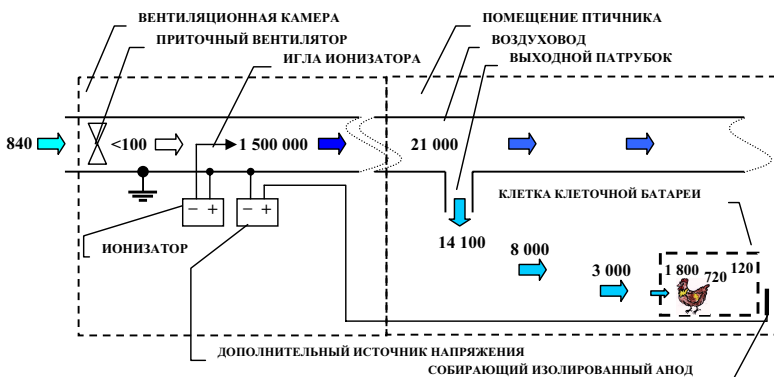 ВЕНТИЛЯЦИОННАЯ КАМЕРА
ПРИТОЧНЫЙ ВЕНТИЛЯТОР
ИГЛА ИОНИЗАТОРА
ПОМЕЩЕНИЕ ПТИЧНИКА
ВОЗДУХОВОД
ВЫХОДНОЙ ПАТРУБОК
840
<100
1 500 000
21 000
− +
− +
ИОНИЗАТОР
14 100
8 000
3 000
КЛЕТКА КЛЕТОЧНОЙ БАТАРЕИ
1 800
720
120
ДОПОЛНИТЕЛЬНЫЙ ИСТОЧНИК НАПРЯЖЕНИЯ
СОБИРАЮЩИЙ ИЗОЛИРОВАННЫЙ АНОД